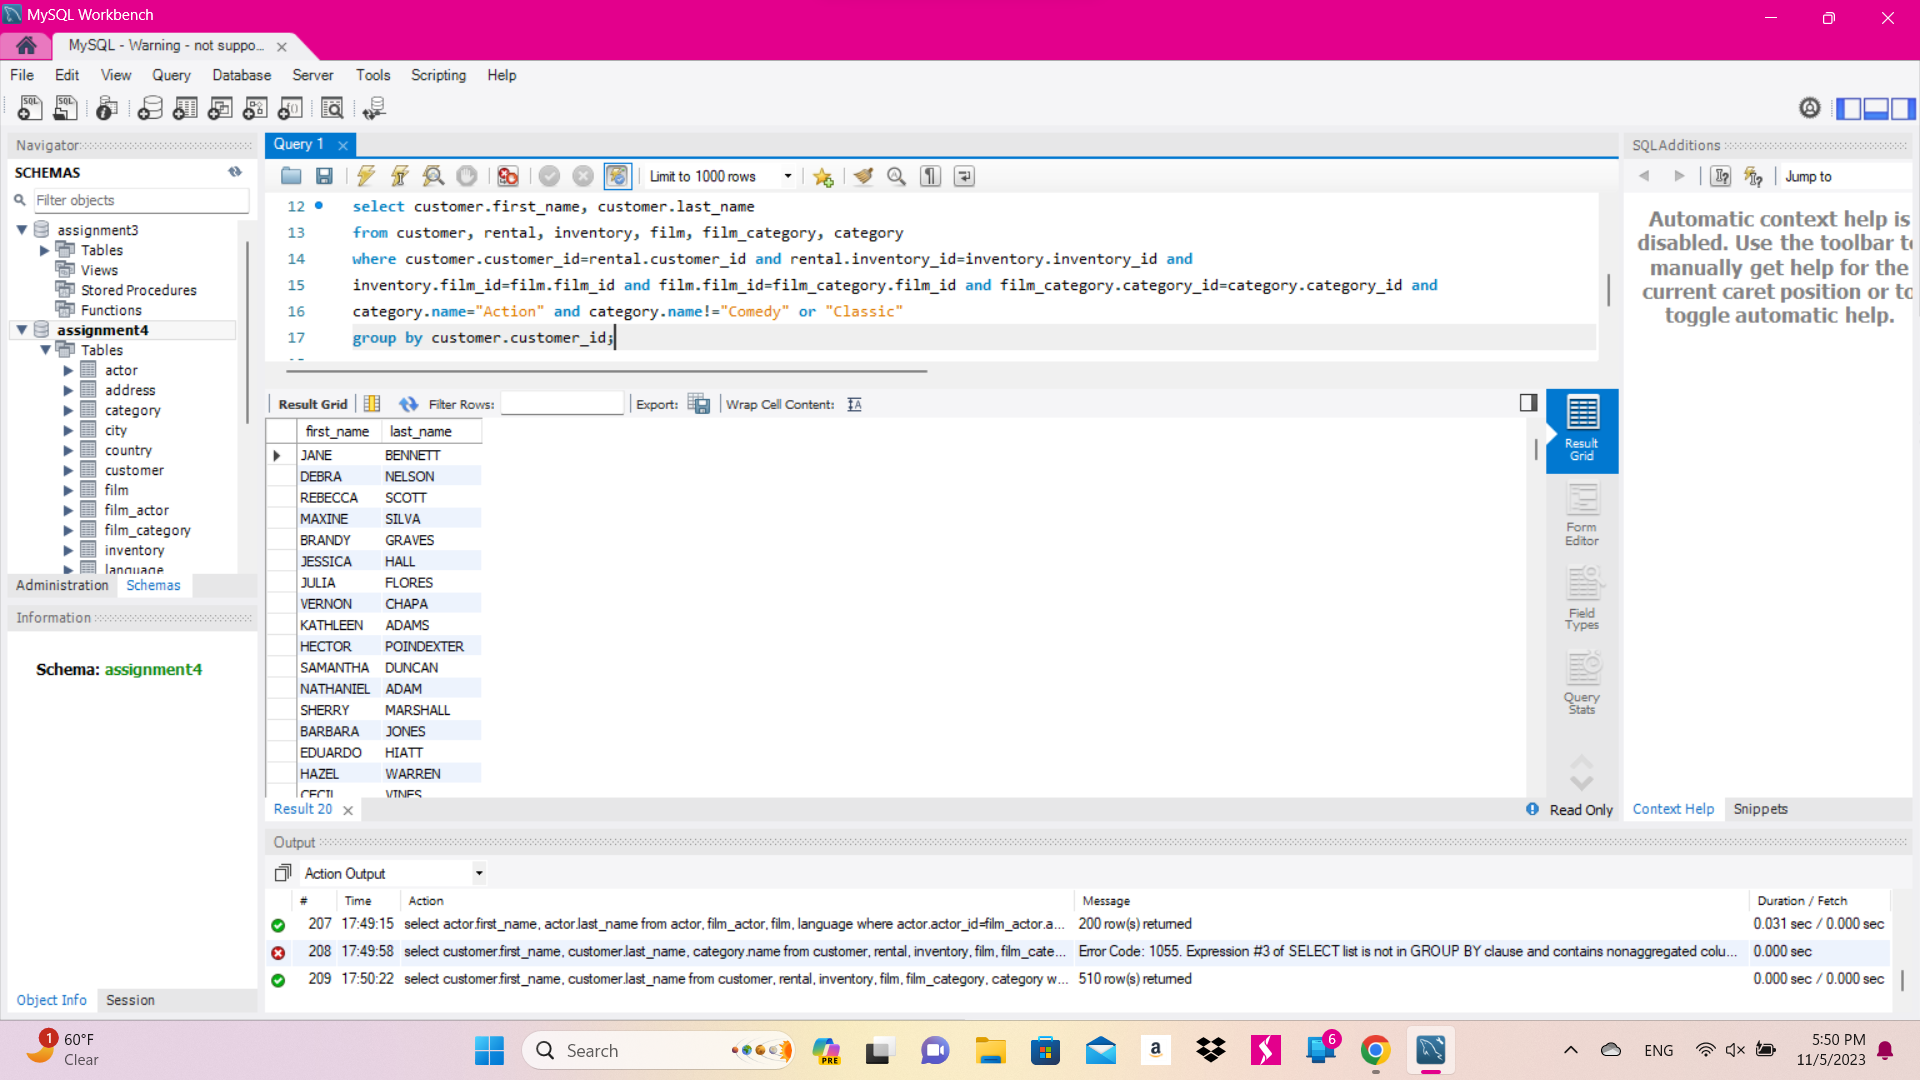 MySQL Workbench
MySQL - Warning - not suppo...
File Edit View Query Database Server Tools Scripting Help
Navigator
SCHEMAS
Filter objects
assignment3
Tables
Views
Stored Procedures
Functions
assignment4
Tables
actor
address
category
city
country
customer
film
film_actor
film_category
inventory
language
Administration Schemas
Information
Schema: assignment4
Object Info Session
Query 1
Limit to 1000 rows
12 select customer.first_name, customer.last_name
13 from customer, rental, inventory, film, film_category, category
14 where customer.customer_id=rental.customer_id and rental.inventory_id=inventory.inventory_id and
15 inventory.film_id=film.film_id and film.film_id=film_category.film_id and film_category.category_id=category.category_id and
16 category.name="Action" and category.name!="Comedy" or "Classic"
17 group by customer.customer_id;
Result Grid Filter Rows: Export: Wrap Cell Content:
first_name last_name
JANE BENNETT
DEBRA NELSON
REBECCA SCOTT
MAXINE SILVA
BRANDY GRAVES
JESSICA HALL
JULIA FLORES
VERNON CHAPA
KATHLEEN ADAMS
HECTOR POINDEXTER
SAMANTHA DUNCAN
NATHANIEL ADAM
SHERRY MARSHALL
BARBARA JONES
EDUARDO HIATT
HAZEL WARREN
CECIL VINES
Result Grid
Form Editor
Field Types
Query Stats
Result 20
Read Only
SQLAdditions
Jump to
Automatic context help is
disabled. Use the toolbar to
manually get help for the
current caret position or to
toggle automatic help.
Context Help Snippets
Output
Action Output
# Time Action Message Duration / Fetch
207 17:49:15 select actor.first_name, actor.last_name from actor, film_actor, film, language where actor.actor_id=film_actor.a... 200 row(s) returned 0.031 sec / 0.000 sec
208 17:49:58 select customer.first_name, customer.last_name, category.name from customer, rental, inventory, film, film_cate... Error Code: 1055. Expression #3 of SELECT list is not in GROUP BY clause and contains nonaggregated colu... 0.000 sec
209 17:50:22 select customer.first_name, customer.last_name from customer, rental, inventory, film, film_category, category w... 510 row(s) returned 0.000 sec / 0.000 sec
1
60°F
Clear
Search
PRE
a
6
ENG
5:50 PM
11/5/2023